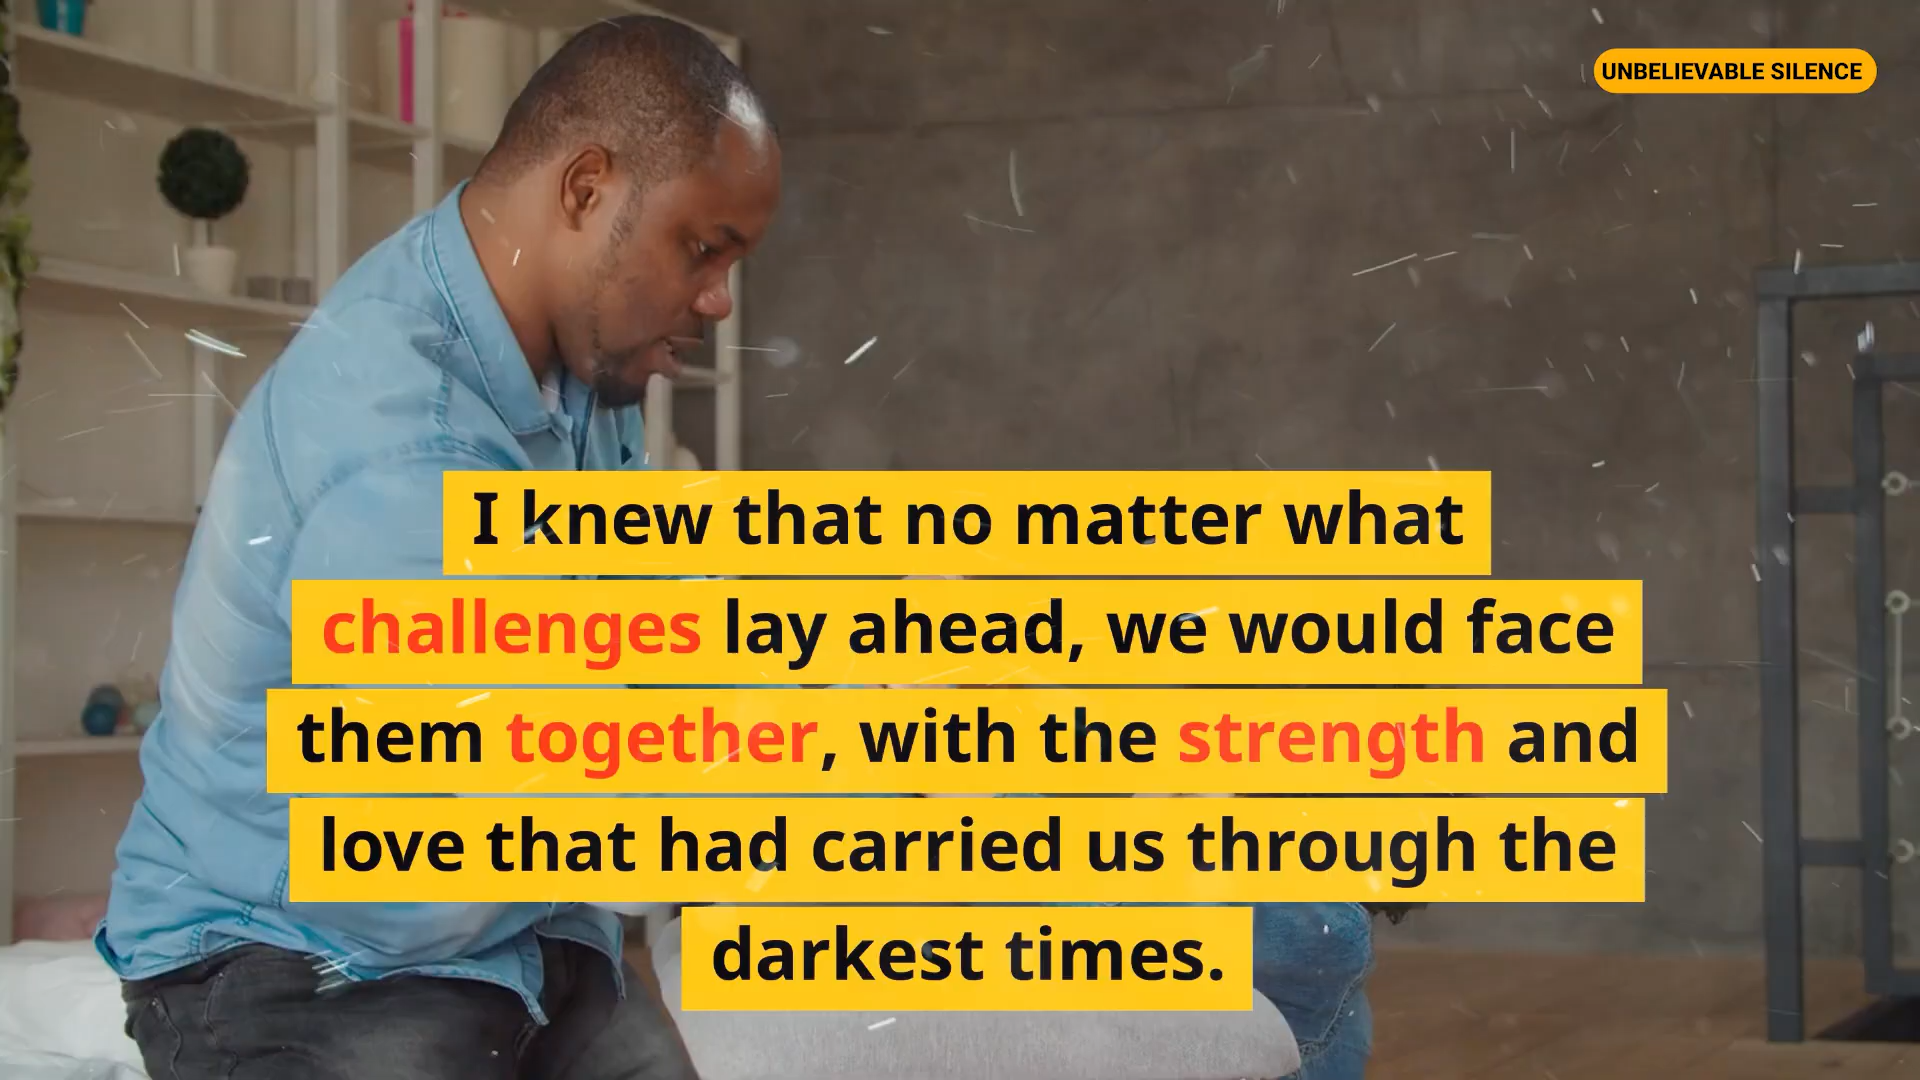 UNBELIEVABLE SILENCE
I knew that no matter what
challenges lay ahead, we would face
them together, with the strength and
love that had carried us through the
darkest times.